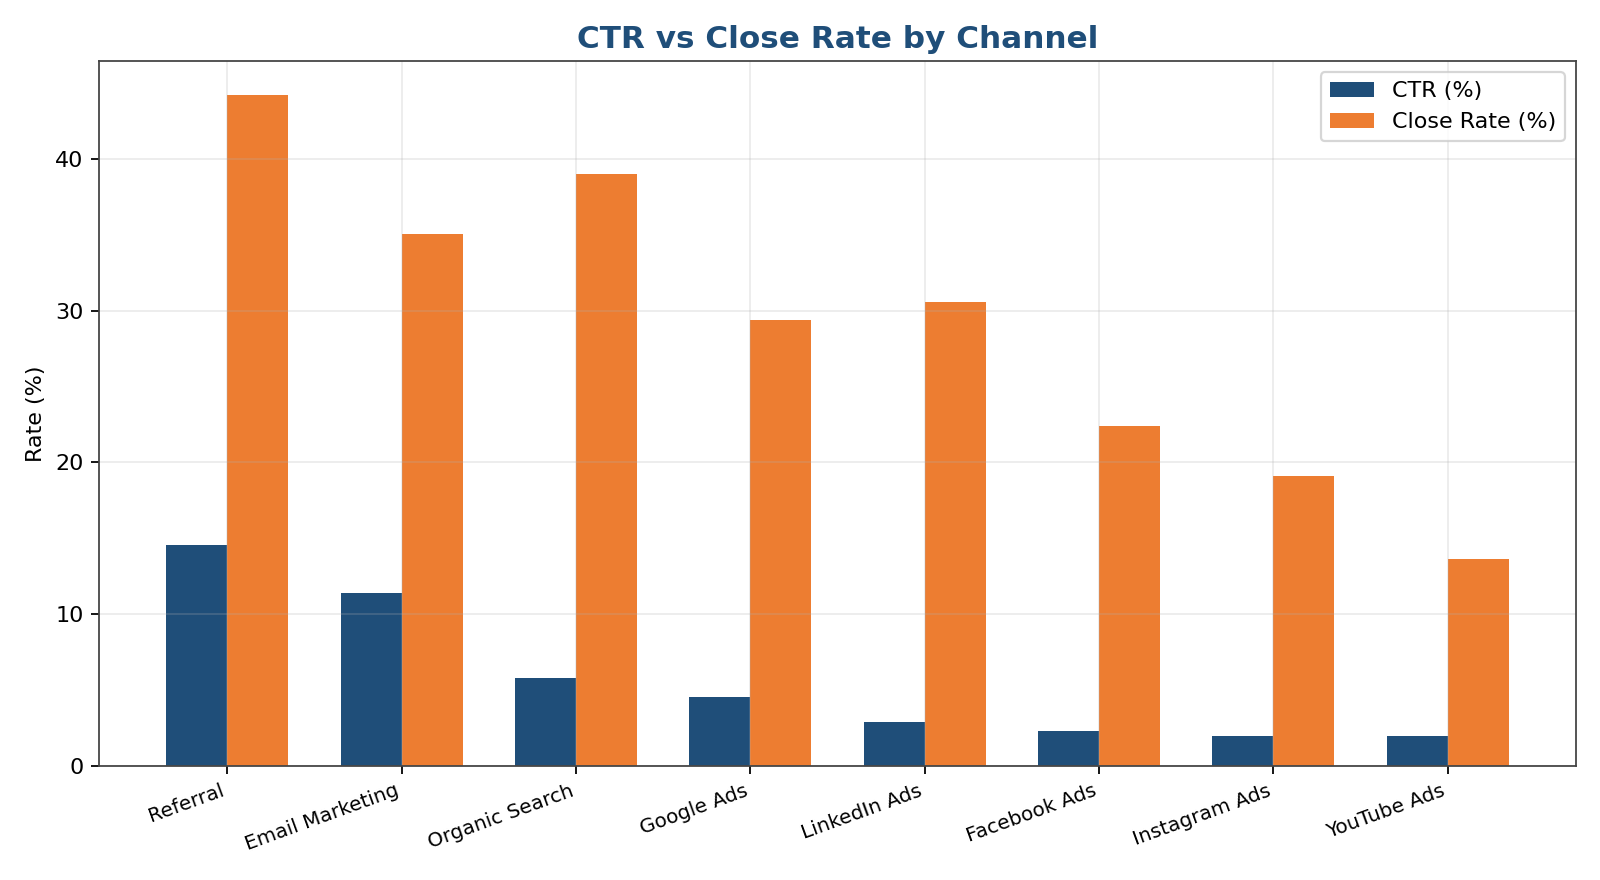 CTR vs Close Rate by Channel
CTR (%)
Close Rate (%)
Rate (%)
40
30
20
10
0
Referral
Email Marketing
Organic Search
Google Ads
LinkedIn Ads
Facebook Ads
Instagram Ads
YouTube Ads